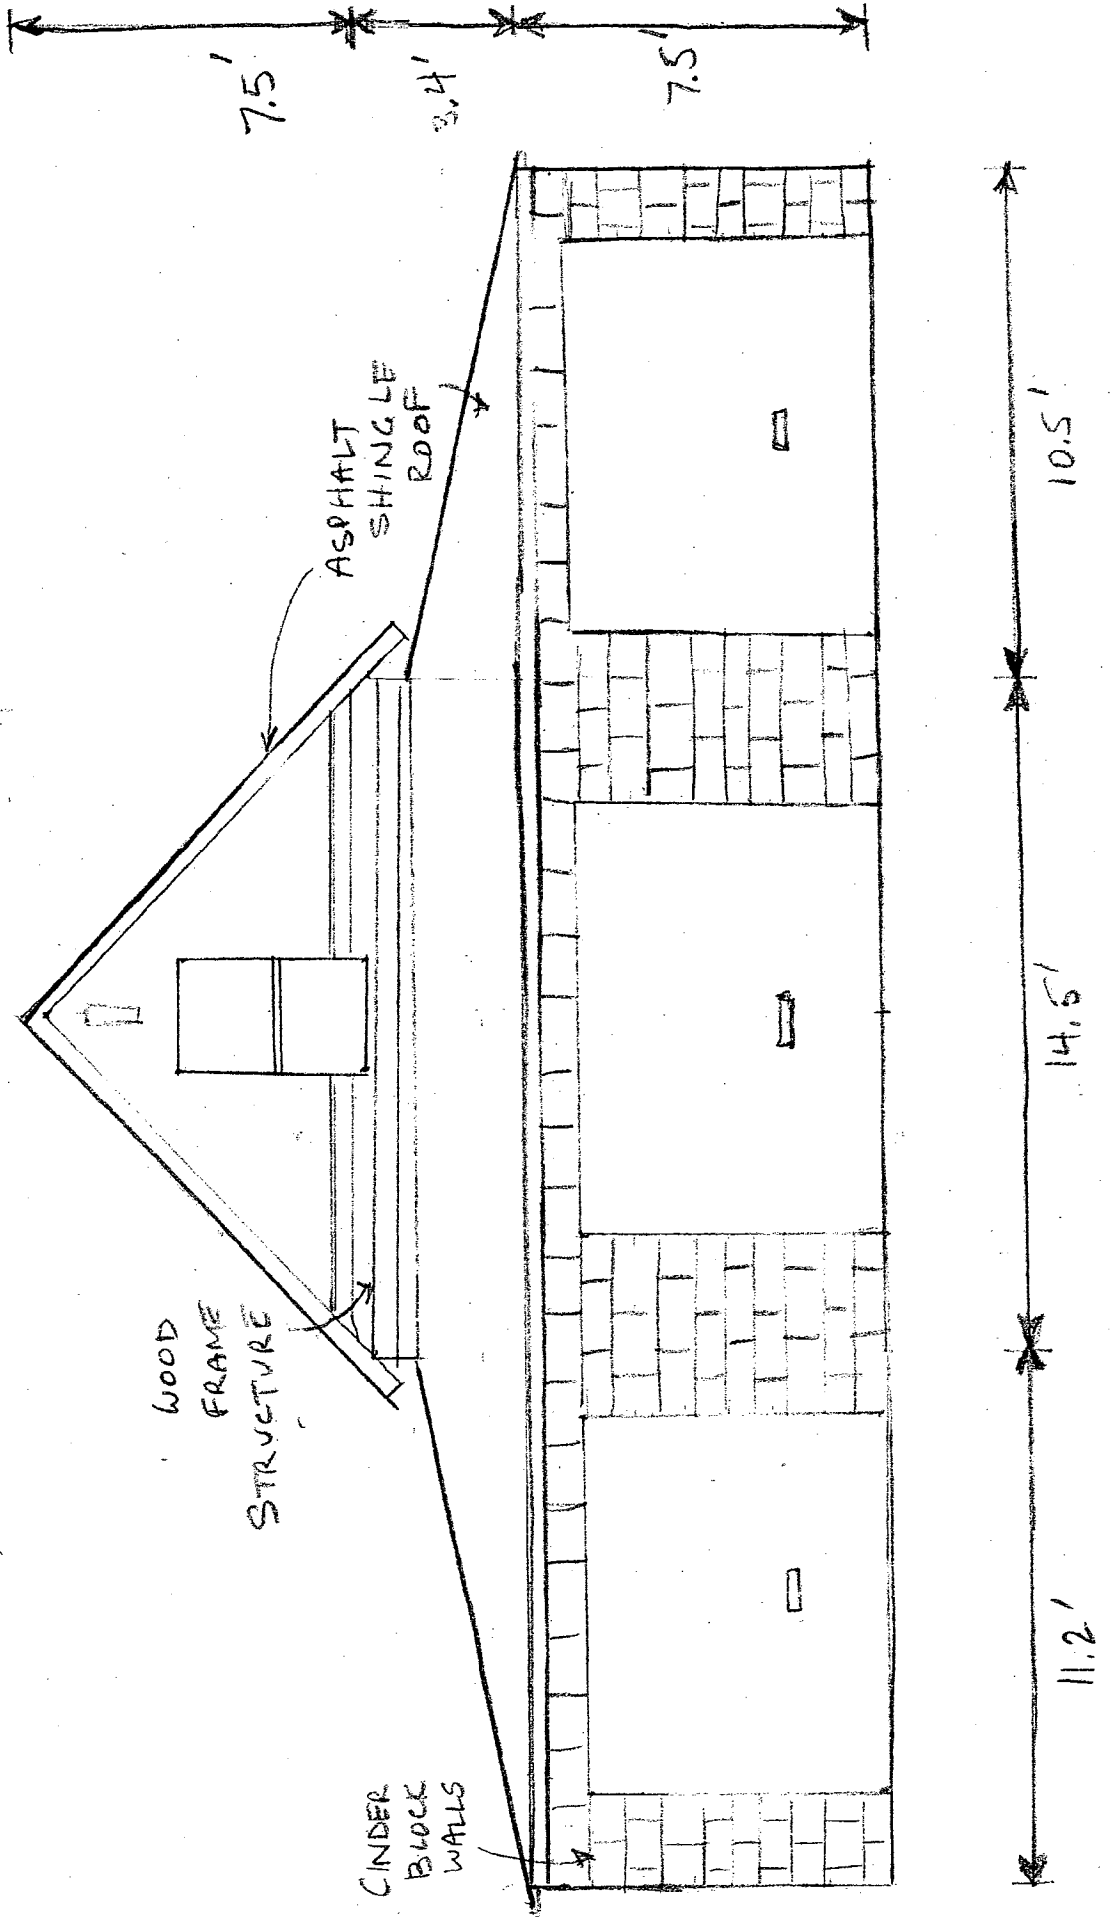 WOOD
FRAME
STRUCTURE
ASPHALT
SHINGLE
ROOF
CINDER
BLOCK
WALLS
7.5'
3.4'
7.5'
11.2'
14.5'
10.5'